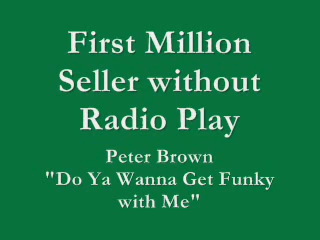 First Million
Seller without
Radio Play
Peter Brown
"Do Ya Wanna Get Funky
with Me"